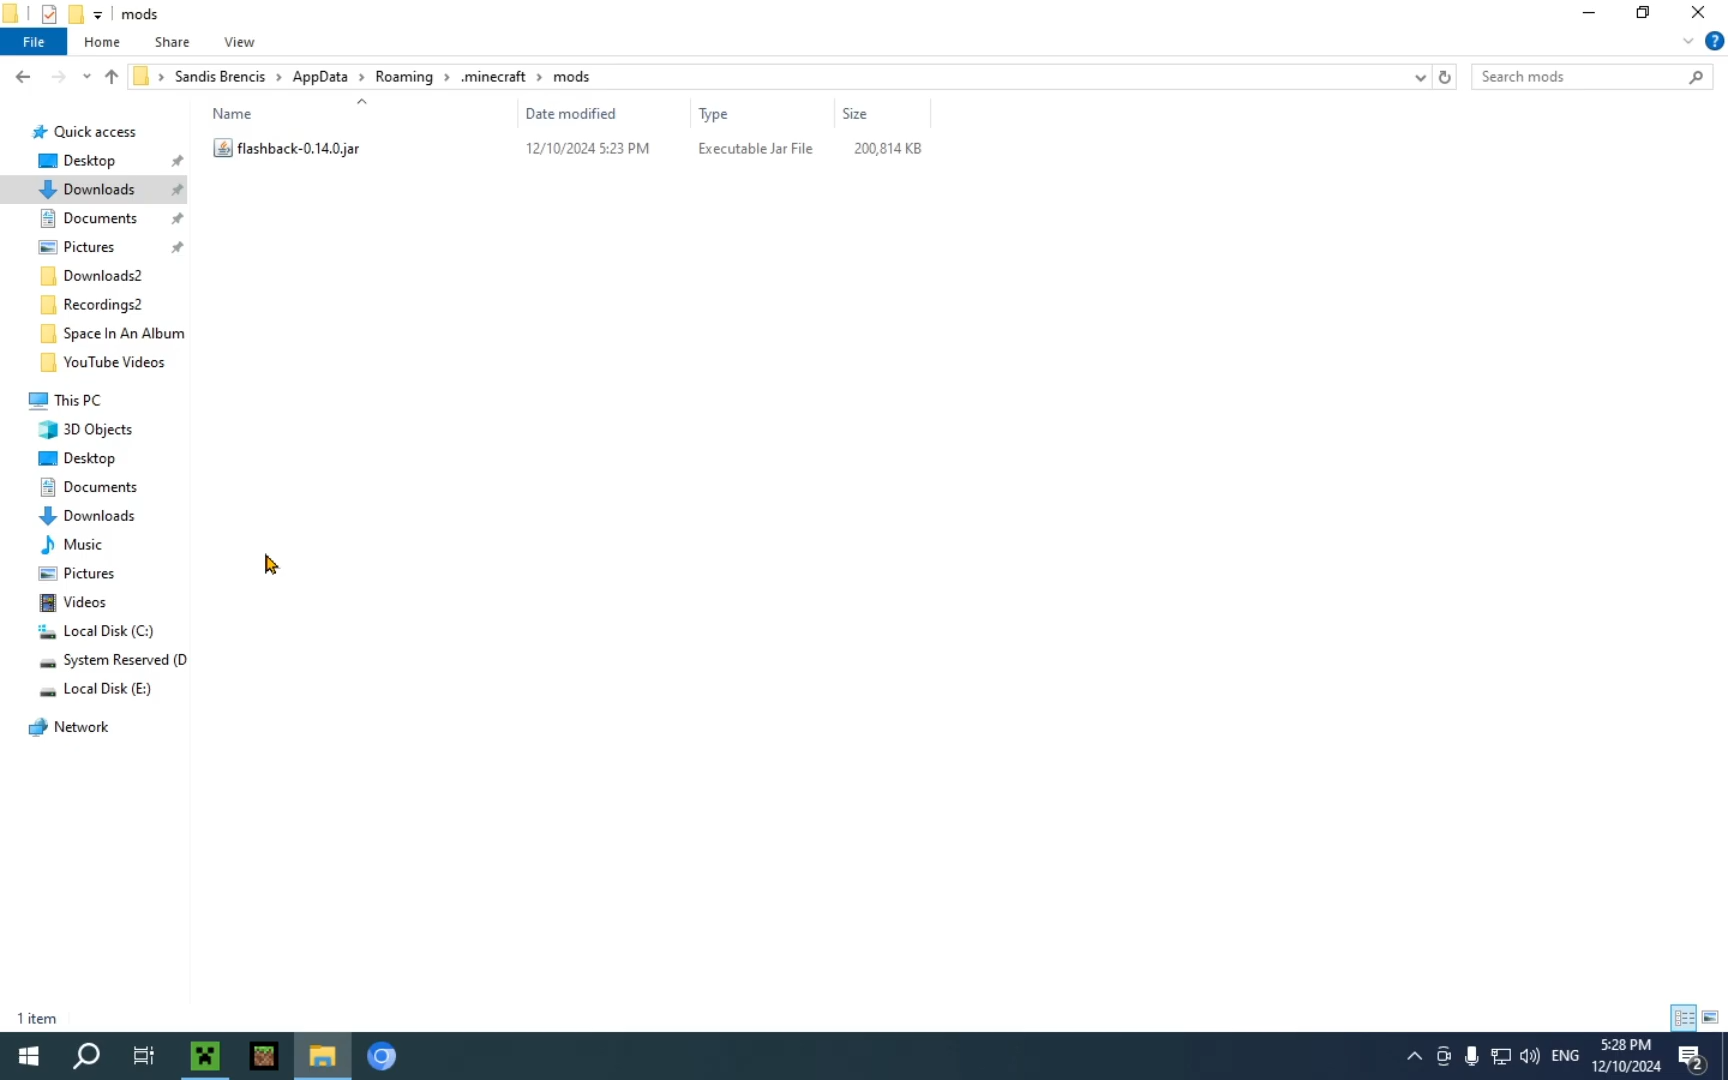 mods
File Home Share View
Sandis Brencis AppData Roaming .minecraft mods Search mods
Name Date modified Type Size
flashback-0.14.0.jar 12/10/2024 5:23 PM Executable Jar File 200,814 KB
Quick access
Desktop
Downloads
Documents
Pictures
Downloads2
Recordings2
Space In An Album
YouTube Videos
This PC
3D Objects
Desktop
Documents
Downloads
Music
Pictures
Videos
Local Disk (C:)
System Reserved (D
Local Disk (E:)
Network
1 item
ENG
5:28 PM
12/10/2024
2